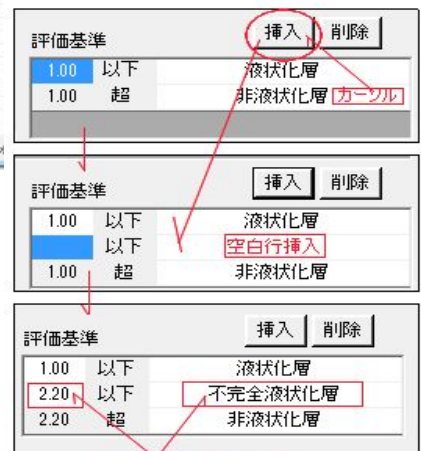 評価基準 挿入 削除
1.00 以下 液状化層
1.00 超 非液状化層 カーソル
評価基準 挿入 削除
1.00 以下 液状化層
以下 空白行挿入
1.00 超 非液状化層
評価基準 挿入 削除
1.00 以下 液状化層
2.20 以下 不完全液状化層
2.20 超 非液状化層